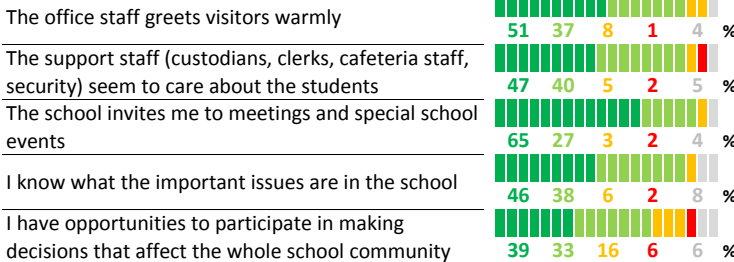 The office staff greets visitors warmly
51 37 8 1 4 %
The support staff (custodians, clerks, cafeteria staff,
security) seem to care about the students
47 40 5 2 5 %
The school invites me to meetings and special school
events
65 27 3 2 4 %
I know what the important issues are in the school
46 38 6 2 8 %
I have opportunities to participate in making
decisions that affect the whole school community
39 33 16 6 6 %